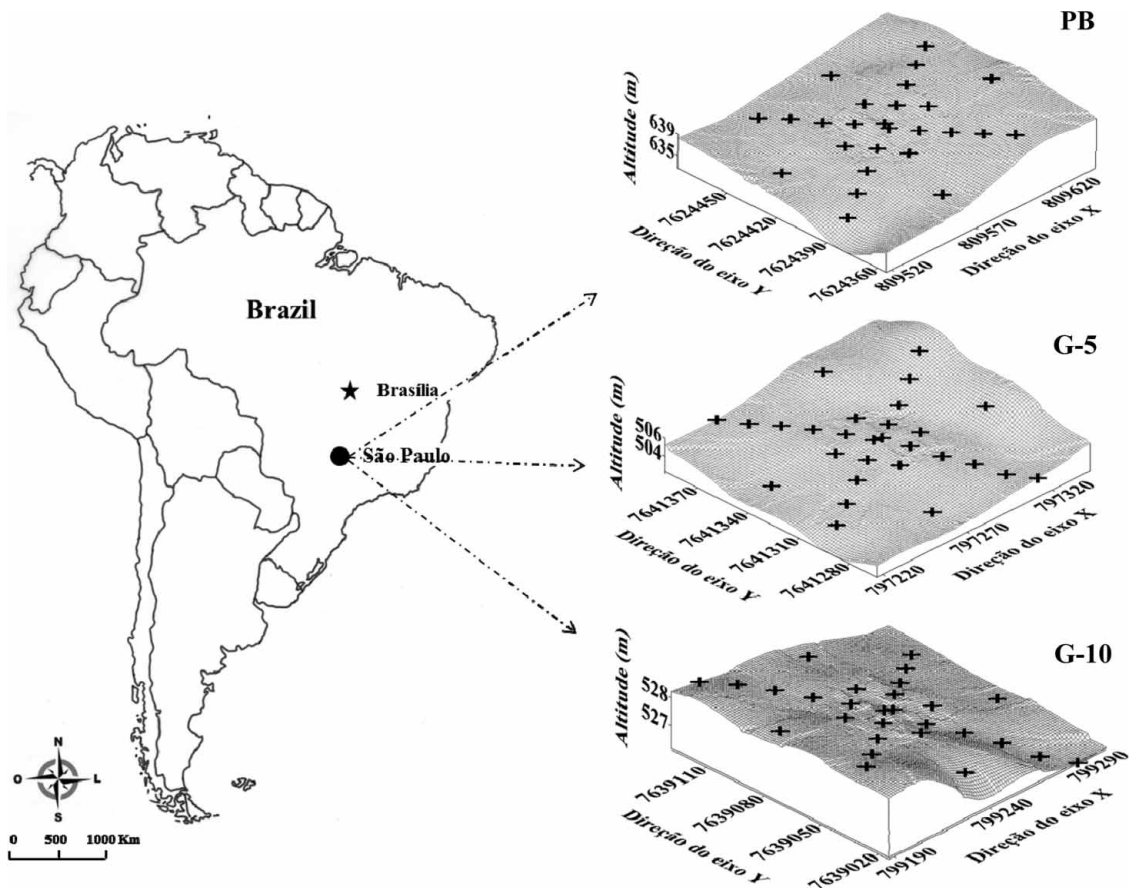 Brazil
Brasília
São Paulo
N
O
L
S
0 500 1000 Km
PB
Altitude (m)
639
635
7624450
7624420
7624390
7624360
Direção do eixo Y
809520
809570
809620
Direção do eixo X
G-5
Altitude (m)
506
504
7641370
7641340
7641310
7641280
Direção do eixo Y
797220
797270
797320
Direção do eixo X
G-10
Altitude (m)
528
527
7639110
7639080
7639050
7639020
Direção do eixo Y
799190
799240
799290
Direção do eixo X